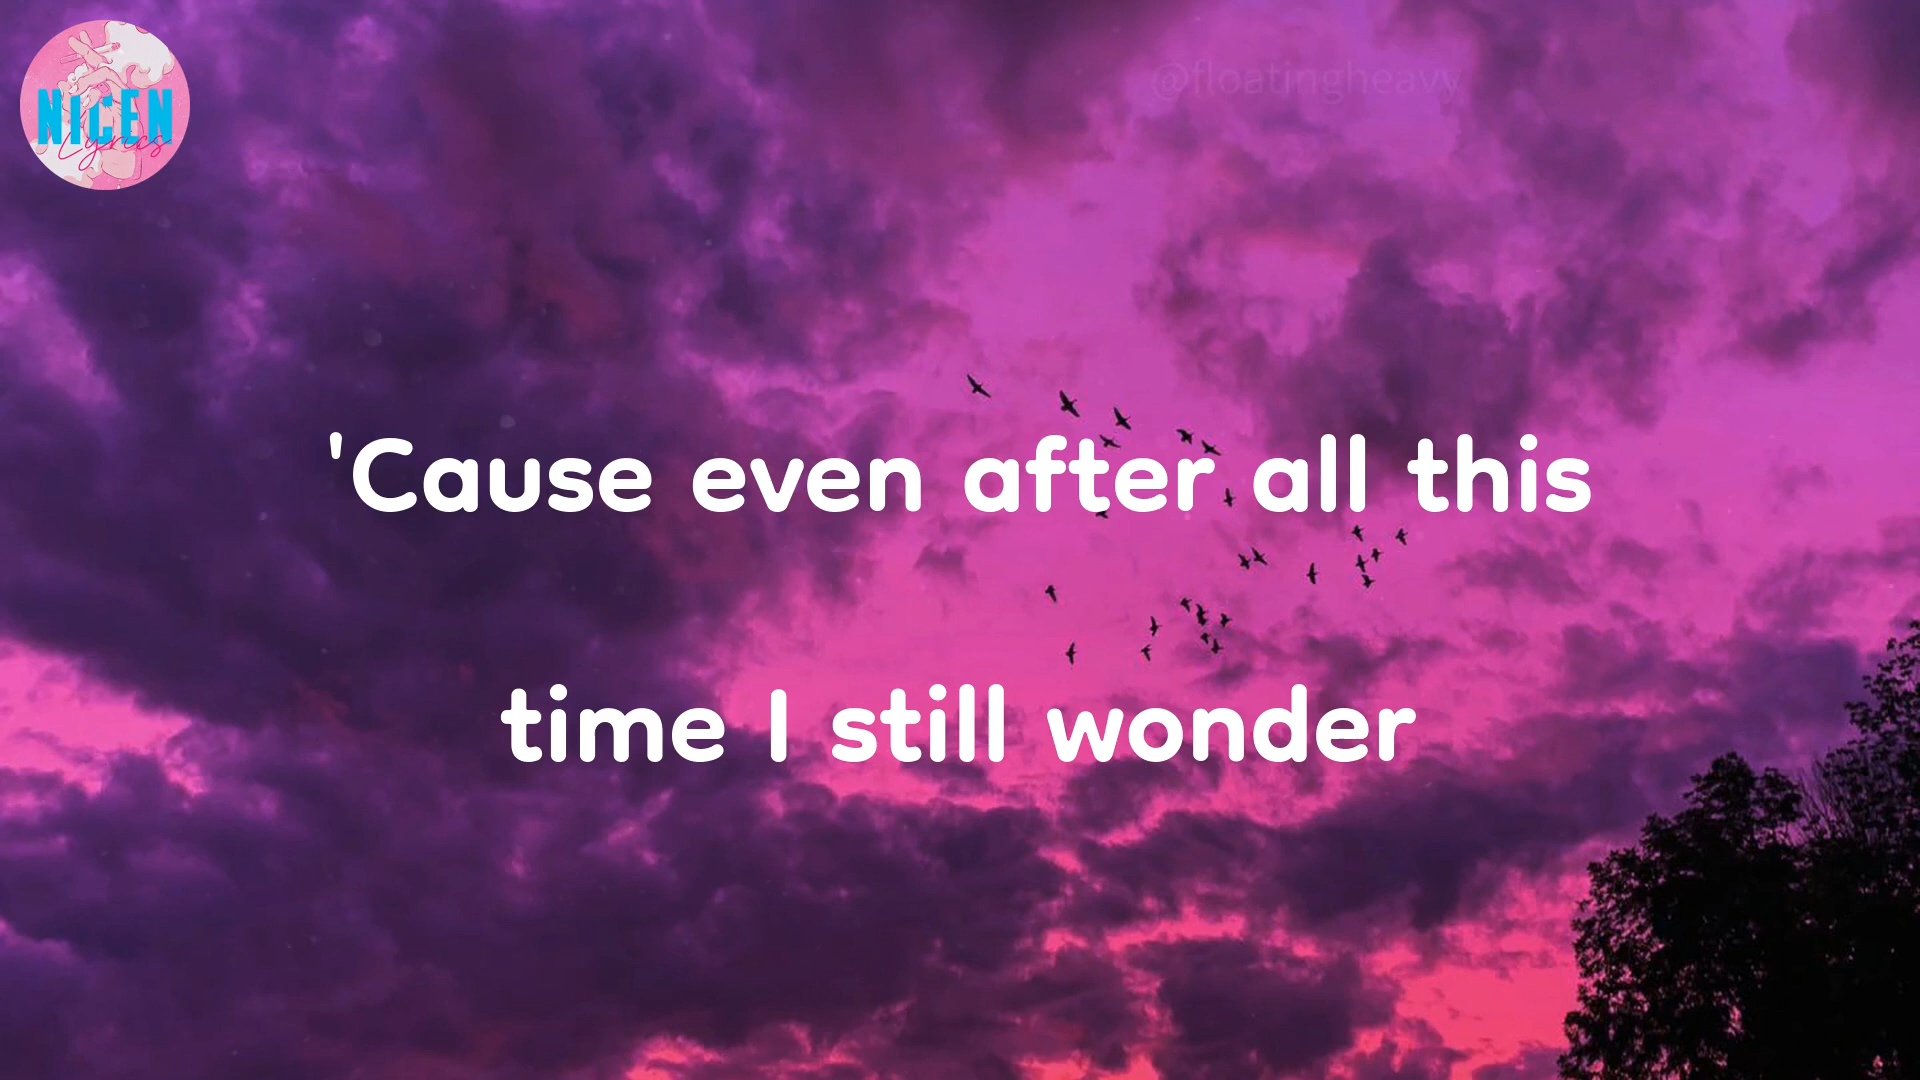 NICEN
Lyrics
@floatingheavy
'Cause even after all this
time I still wonder